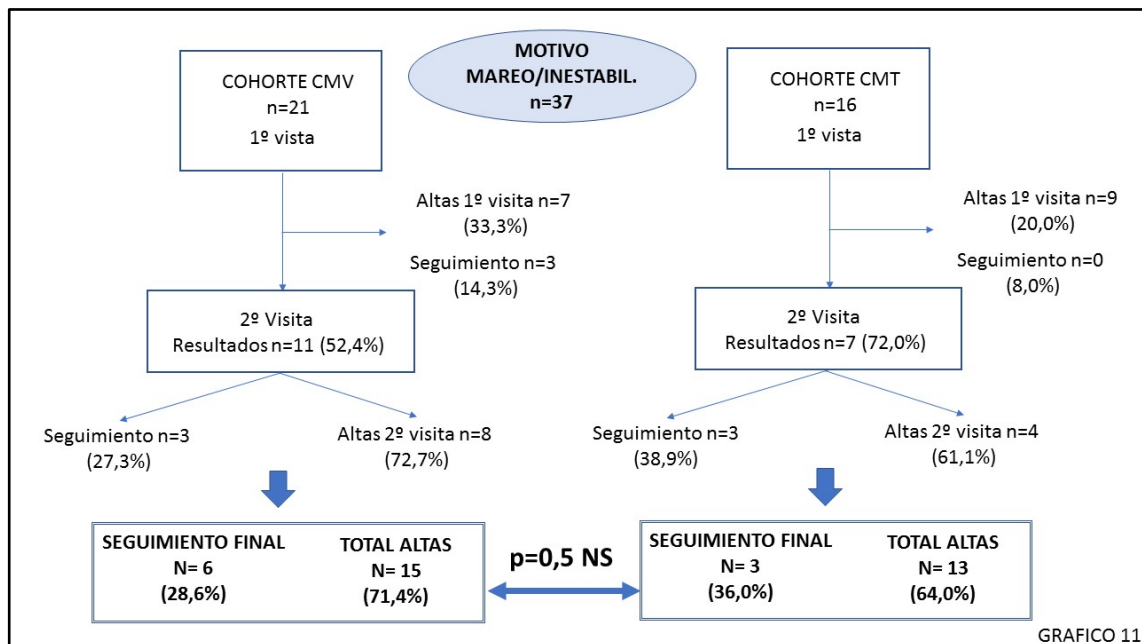 MOTIVO
MAREO/INESTABIL.
n=37
COHORTE CMV
n=21
1º vista
COHORTE CMT
n=16
1º vista
Altas 1º visita n=7
(33,3%)
Seguimiento n=3
(14,3%)
Altas 1º visita n=9
(20,0%)
Seguimiento n=0
(8,0%)
2º Visita
Resultados n=11 (52,4%)
2º Visita
Resultados n=7 (72,0%)
Seguimiento n=3
(27,3%)
Altas 2º visita n=8
(72,7%)
Seguimiento n=3
(38,9%)
Altas 2º visita n=4
(61,1%)
SEGUIMIENTO FINAL
N= 6
(28,6%)
TOTAL ALTAS
N= 15
(71,4%)
p=0,5 NS
SEGUIMIENTO FINAL
N= 3
(36,0%)
TOTAL ALTAS
N= 13
(64,0%)
GRAFICO 11